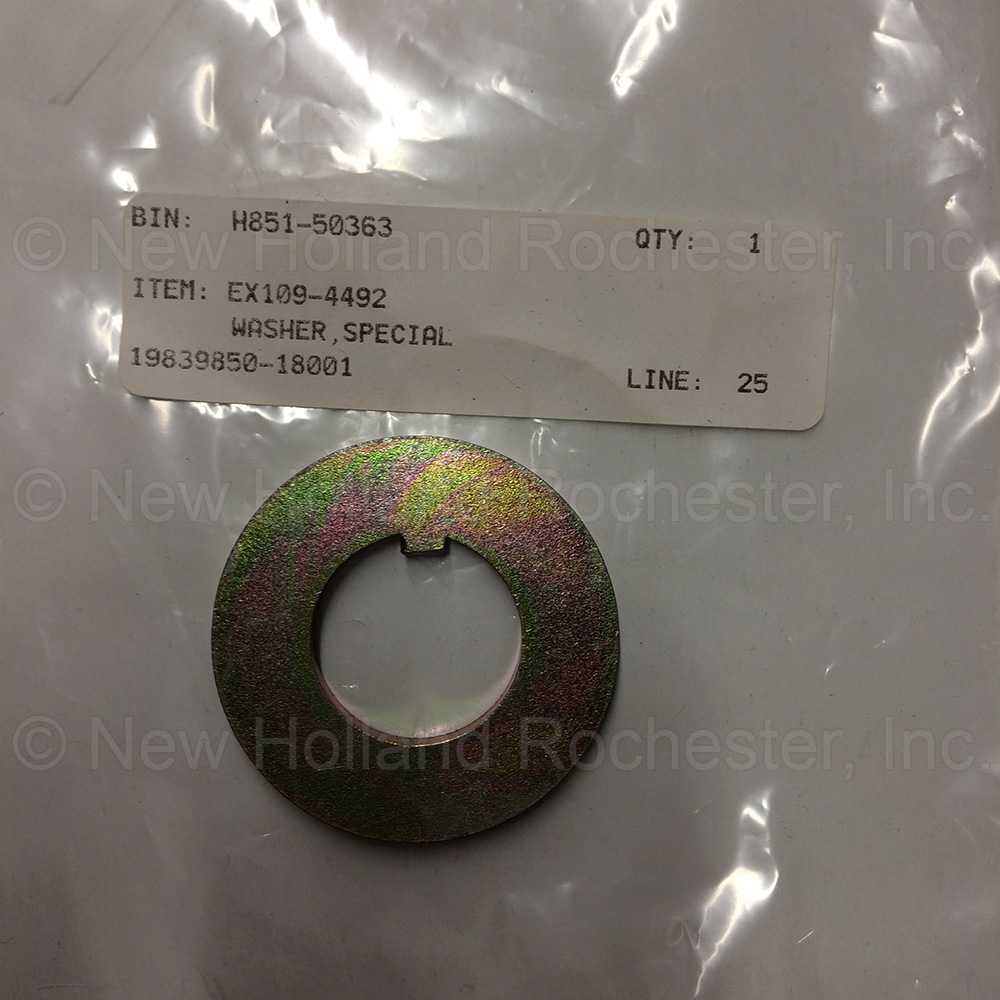 BIN: H851-50363 QTY: 1
© New Holland Rochester, Inc.
ITEM: EX109-4492
WASHER,SPECIAL
19839850-18001 LINE: 25
© New Holland Rochester, Inc.
© New Holland Rochester, Inc.